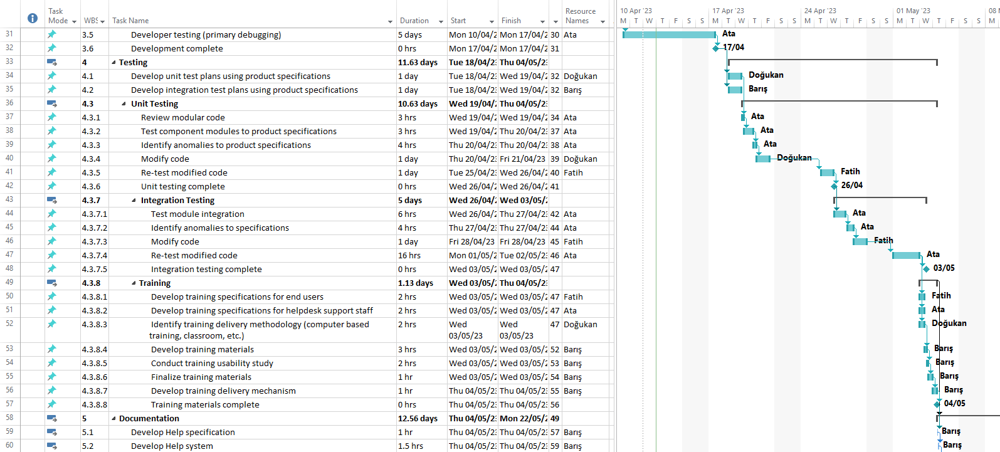 Task Mode WBS Task Name Duration Start Finish Resource Names
10 Apr '23 17 Apr '23 24 Apr '23 01 May '23 08 M
M T W T F S S M T W T F S S M T W T F S S M T W T F S S M
31 3.5 Developer testing (primary debugging) 5 days Mon 10/04/2 Mon 17/04/2 30 Ata Ata
32 3.6 Development complete 0 hrs Mon 17/04/2 Mon 17/04/2 31 17/04
33 4 Testing 11.63 days Tue 18/04/23 Thu 04/05/23
34 4.1 Develop unit test plans using product specifications 1 day Tue 18/04/23 Wed 19/04/2 32 Doğukan Doğukan
35 4.2 Develop integration test plans using product specifications 1 day Tue 18/04/23 Wed 19/04/2 32 Barış Barış
36 4.3 Unit Testing 10.63 days Wed 19/04/2 Thu 04/05/23
37 4.3.1 Review modular code 3 hrs Wed 19/04/2 Wed 19/04/2 34 Ata Ata
38 4.3.2 Test component modules to product specifications 3 hrs Wed 19/04/2 Thu 20/04/23 37 Ata Ata
39 4.3.3 Identify anomalies to product specifications 4 hrs Thu 20/04/23 Thu 20/04/23 38 Ata Ata
40 4.3.4 Modify code 1 day Thu 20/04/23 Fri 21/04/23 39 Doğukan Doğukan
41 4.3.5 Re-test modified code 1 day Tue 25/04/23 Wed 26/04/2 40 Fatih Fatih
42 4.3.6 Unit testing complete 0 hrs Wed 26/04/2 Wed 26/04/2 41 26/04
43 4.3.7 Integration Testing 5 days Wed 26/04/2 Wed 03/05/2
44 4.3.7.1 Test module integration 6 hrs Wed 26/04/2 Thu 27/04/23 42 Ata Ata
45 4.3.7.2 Identify anomalies to specifications 4 hrs Thu 27/04/23 Thu 27/04/23 44 Ata Ata
46 4.3.7.3 Modify code 1 day Fri 28/04/23 Fri 28/04/23 45 Fatih Fatih
47 4.3.7.4 Re-test modified code 16 hrs Mon 01/05/2 Tue 02/05/23 46 Ata Ata
48 4.3.7.5 Integration testing complete 0 hrs Wed 03/05/2 Wed 03/05/2 47 03/05
49 4.3.8 Training 1.13 days Wed 03/05/2 Thu 04/05/23
50 4.3.8.1 Develop training specifications for end users 2 hrs Wed 03/05/2 Wed 03/05/2 47 Fatih Fatih
51 4.3.8.2 Develop training specifications for helpdesk support staff 2 hrs Wed 03/05/2 Wed 03/05/2 47 Ata Ata
52 4.3.8.3 Identify training delivery methodology (computer based 2 hrs Wed Wed 47 Doğukan Doğukan
training, classroom, etc.) 03/05/23 03/05/23
53 4.3.8.4 Develop training materials 3 hrs Wed 03/05/2 Wed 03/05/2 52 Barış Barış
54 4.3.8.5 Conduct training usability study 2 hrs Wed 03/05/2 Wed 03/05/2 53 Barış Barış
55 4.3.8.6 Finalize training materials 1 hr Wed 03/05/2 Wed 03/05/2 54 Barış Barış
56 4.3.8.7 Develop training delivery mechanism 1 hr Thu 04/05/23 Thu 04/05/23 55 Barış Barış
57 4.3.8.8 Training materials complete 0 hrs Thu 04/05/23 Thu 04/05/23 56 04/05
58 5 Documentation 12.56 days Thu 04/05/23 Mon 22/05/2 49
59 5.1 Develop Help specification 1 hr Thu 04/05/23 Thu 04/05/23 57 Barış Barış
60 5.2 Develop Help system 1.5 hrs Thu 04/05/23 Thu 04/05/23 59 Barış Barış